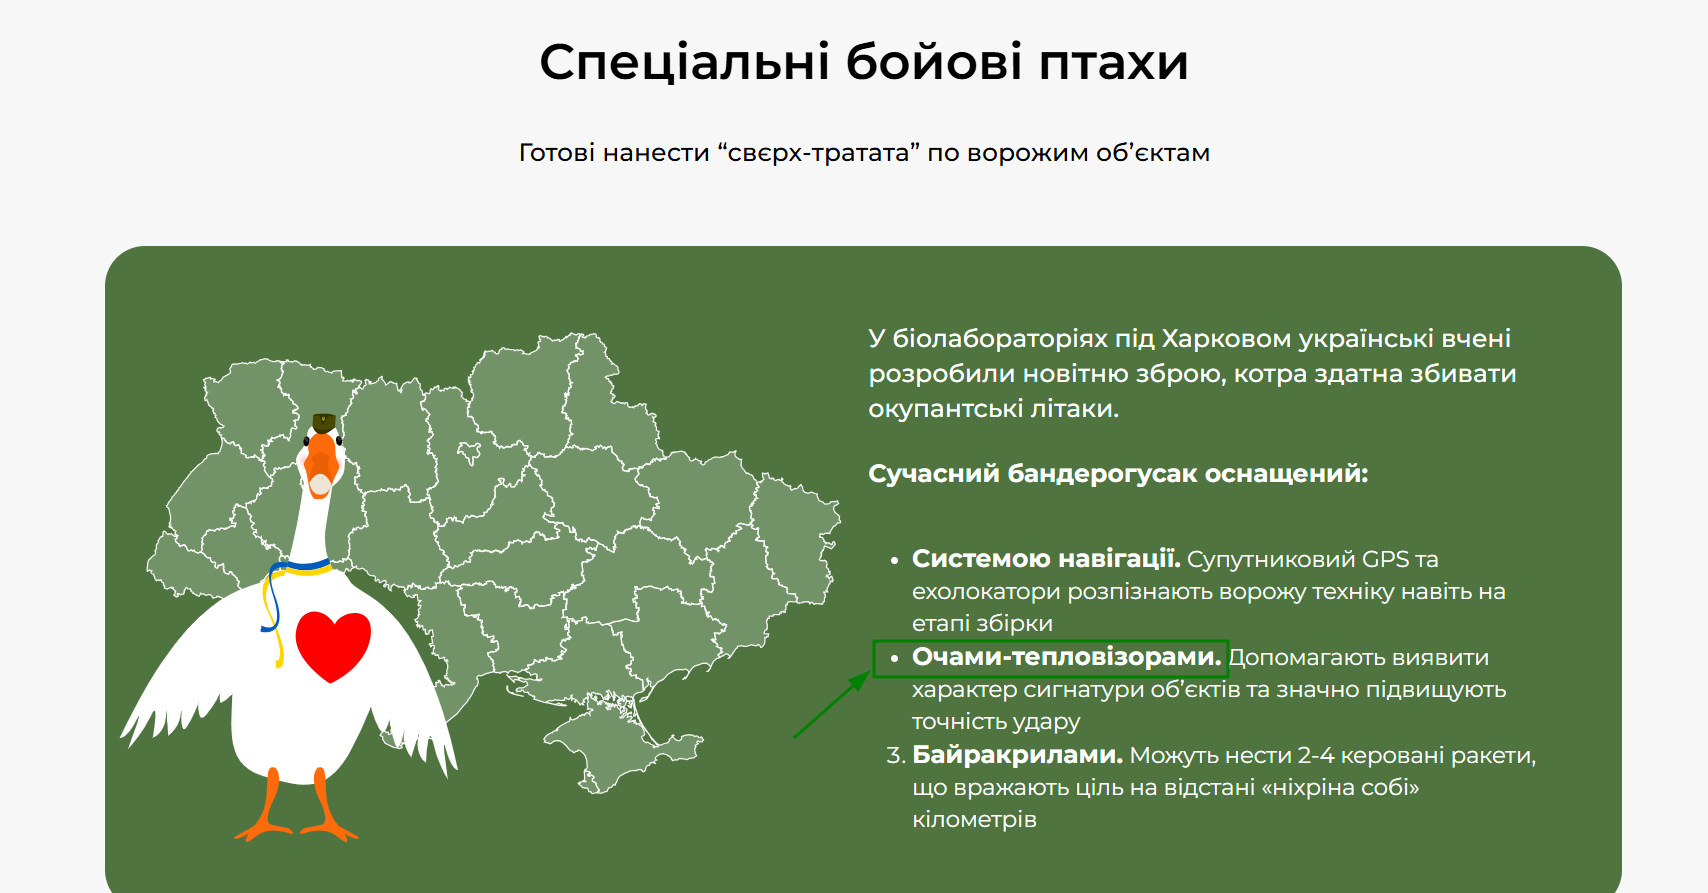 Спеціальні бойові птахи
Готові нанести “свєрх-тратата” по ворожим об’єктам
У біолабораторіях під Харковом українські вчені
розробили новітню зброю, котра здатна збивати
окупантські літаки.
Сучасний бандерогусак оснащений:
• Системою навігації. Супутниковий GPS та
ехолокатори розпізнають ворожу техніку навіть на
етапі збірки
• Очами-тепловізорами. Допомагають виявити
характер сигнатури об’єктів та значно підвищують
точність удару
3. Байракрилами. Можуть нести 2-4 керовані ракети,
що вражають ціль на відстані «ніхріна собі»
кілометрів